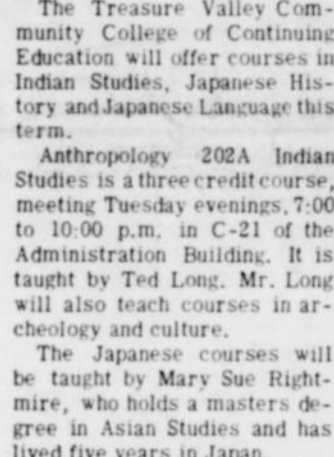 The Treasure Valley Com-
munity College of Continuing
Education will offer courses in
Indian Studies, Japanese His-
tory and Japanese Language this
term.
Anthropology 202A Indian
Studies is a three credit course,
meeting Tuesday evenings, 7:00
to 10:00 p.m. in C-21 of the
Administration Building. It is
taught by Ted Long. Mr. Long
will also teach courses in ar-
cheology and culture.
The Japanese courses will
be taught by Mary Sue Right-
mire, who holds a masters de-
gree in Asian Studies and has
lived five years in Japan.